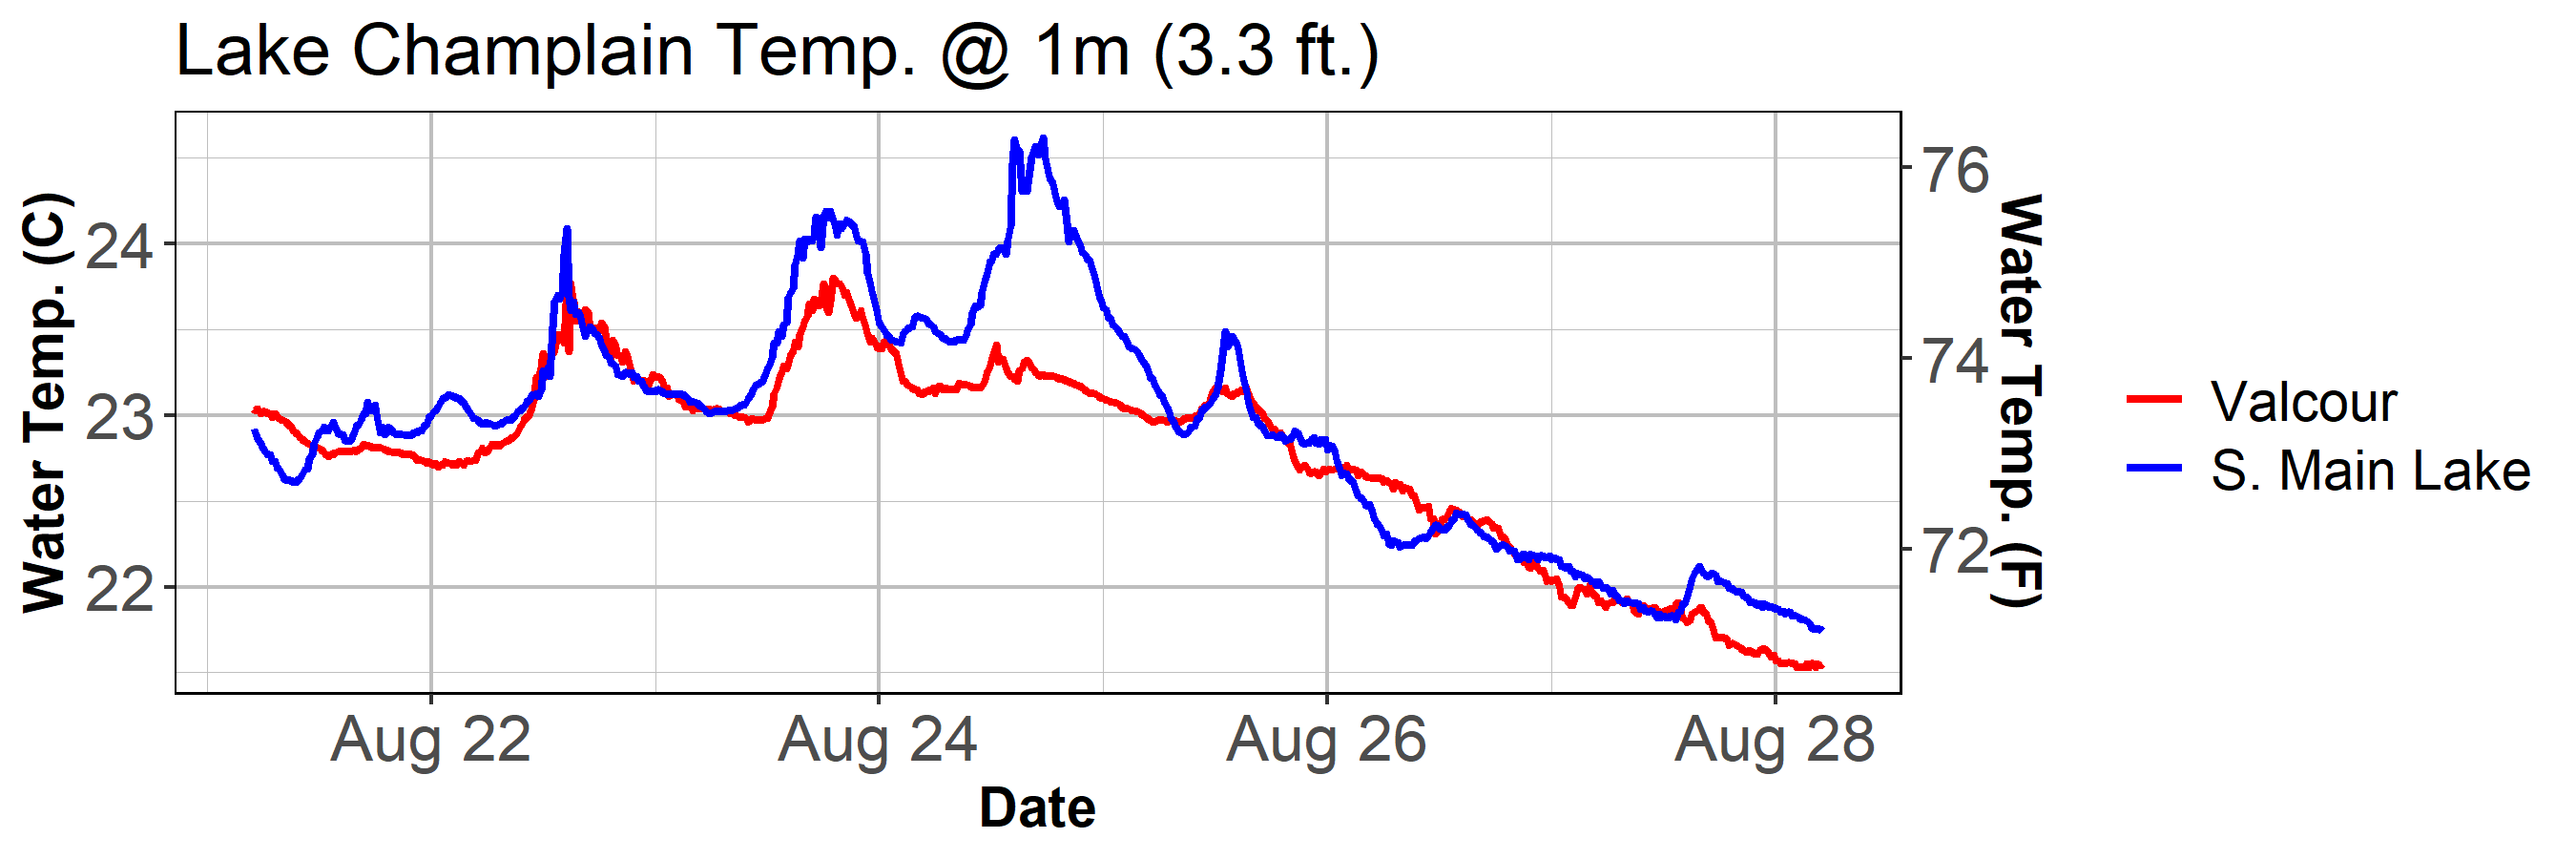 Lake Champlain Temp. @ 1m (3.3 ft.)
Water Temp. (C)
24
23
22
76
74
72
Water Temp. (F)
Aug 22
Aug 24
Aug 26
Aug 28
Date
Valcour
S. Main Lake